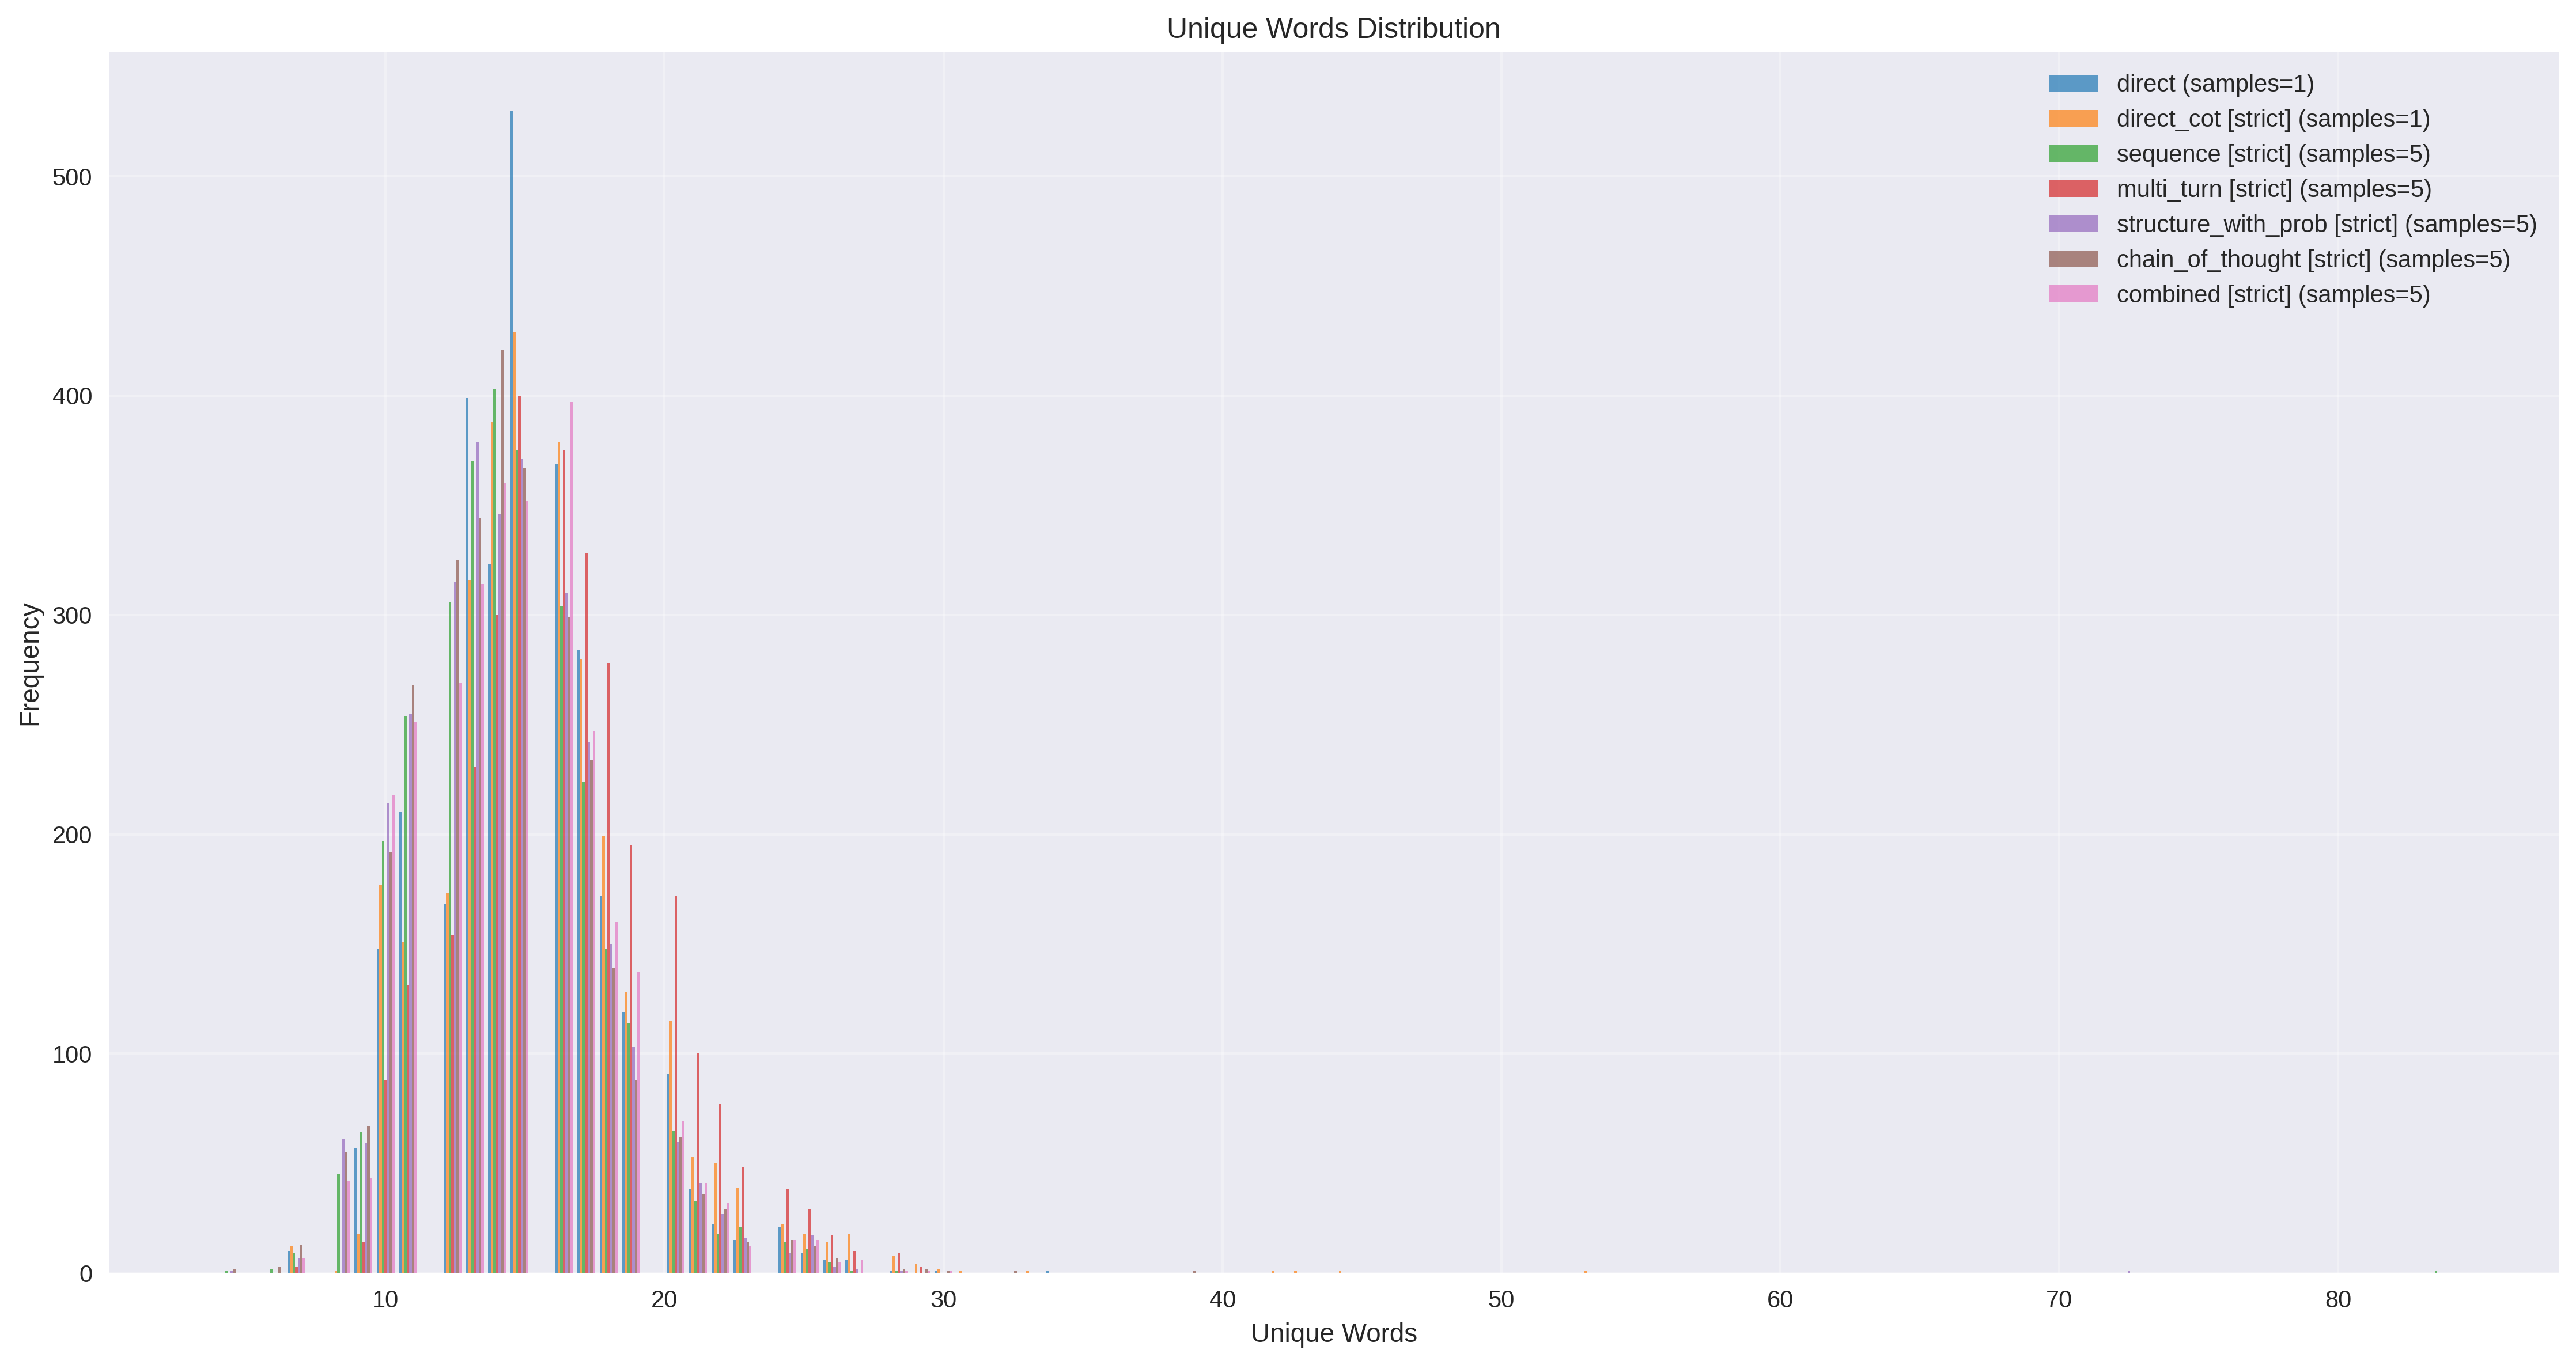 Unique Words Distribution
direct (samples=1)
direct_cot [strict] (samples=1)
sequence [strict] (samples=5)
multi_turn [strict] (samples=5)
structure_with_prob [strict] (samples=5)
chain_of_thought [strict] (samples=5)
combined [strict] (samples=5)
Frequency
500
400
300
200
100
0
10 20 30 40 50 60 70 80
Unique Words